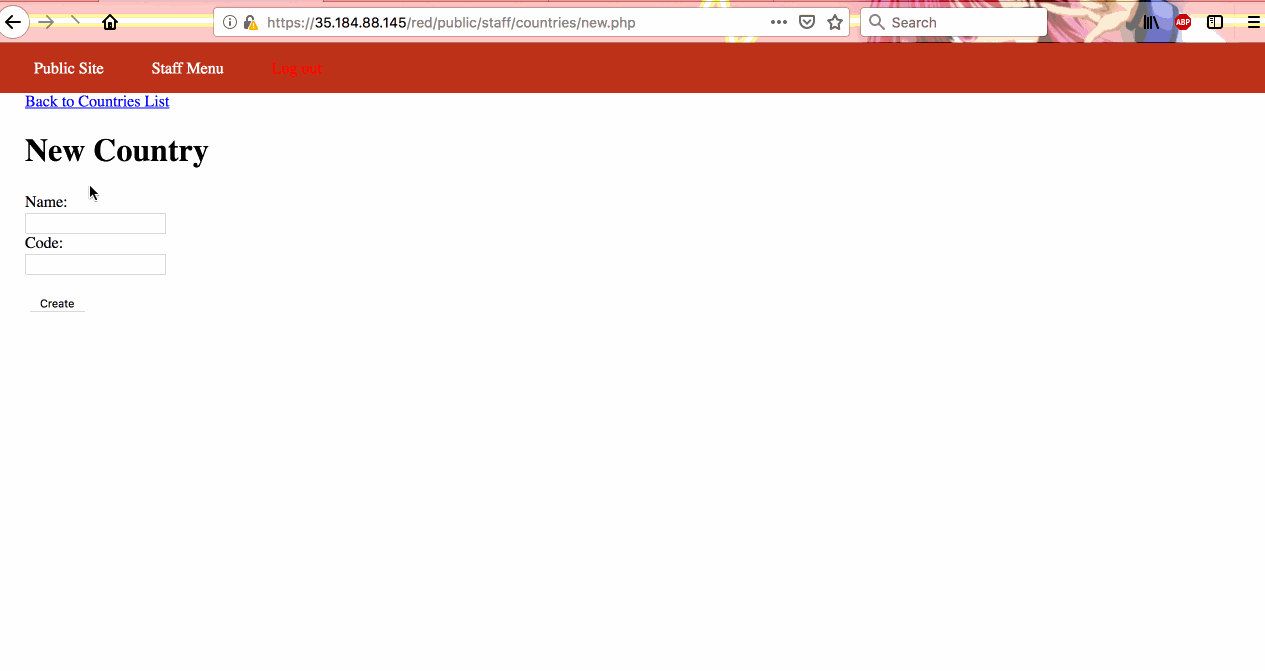 https://35.184.88.145/red/public/staff/countries/new.php
Search
ABP
Public Site Staff Menu Log out
Back to Countries List
New Country
Name:
Code:
Create